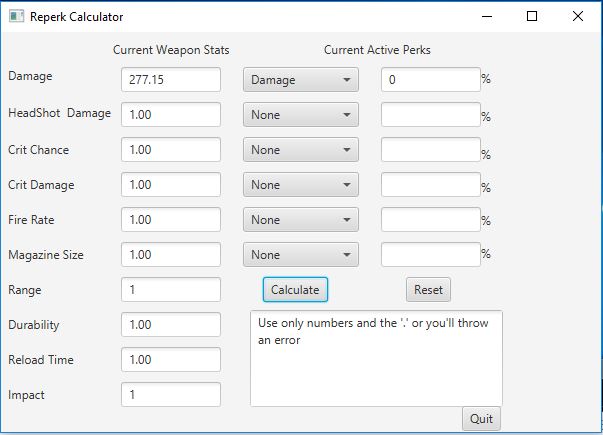 Reperk Calculator
Current Weapon Stats Current Active Perks
Damage 277.15 Damage 0 %
HeadShot Damage 1.00 None %
Crit Chance 1.00 None %
Crit Damage 1.00 None %
Fire Rate 1.00 None %
Magazine Size 1.00 None %
Range 1 Calculate Reset
Durability 1.00 Use only numbers and the '.' or you'll throw
an error
Reload Time 1.00
Impact 1
Quit